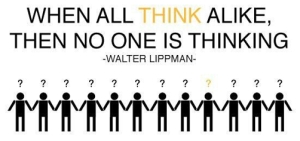 WHEN ALL THINK ALIKE,
THEN NO ONE IS THINKING
-WALTER LIPPMAN-
? ? ? ? ? ? ? ? ? ? ? ?